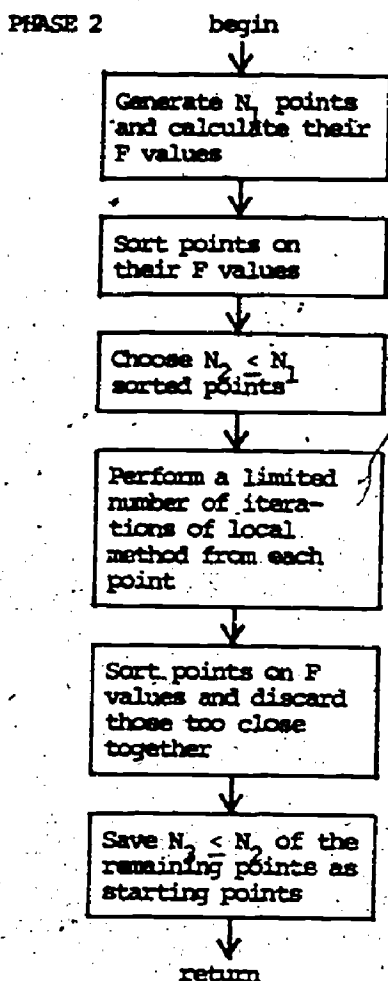 PHASE 2 begin
Generate N₁ points
and calculate their
F values
Sort points on
their F values
Choose N₂ ≤ N₁
sorted points
Perform a limited
number of itera-
tions of local
method from each
point
Sort points on F
values and discard
those too close
together
Save N₃ ≤ N₂ of the
remaining points as
starting points
return